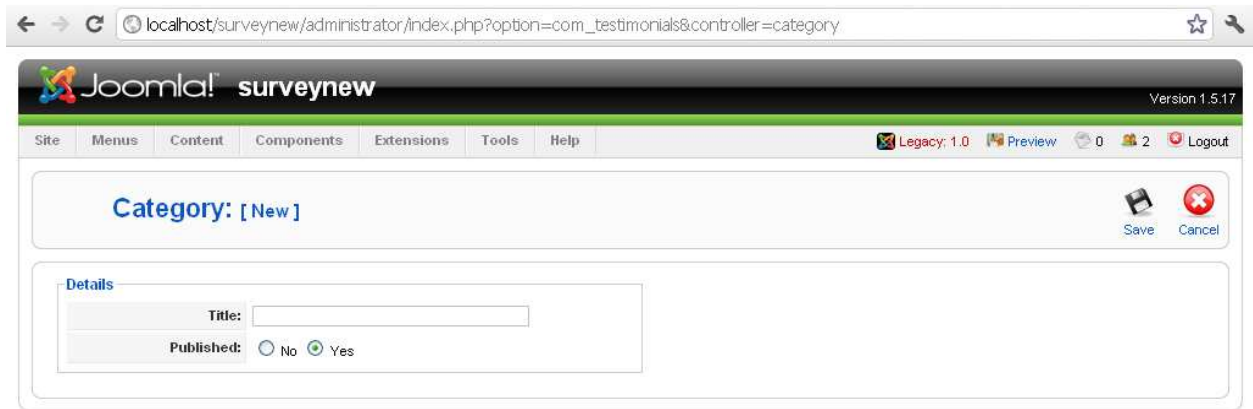 localhost/surveynew/administrator/index.php?option=com_testimonials&controller=category
Joomla! surveynew
Version 1.5.17
Site Menus Content Components Extensions Tools Help Legacy: 1.0 Preview 0 2 Logout
Category: [ New ]
Save Cancel
Details
Title:
Published: No Yes